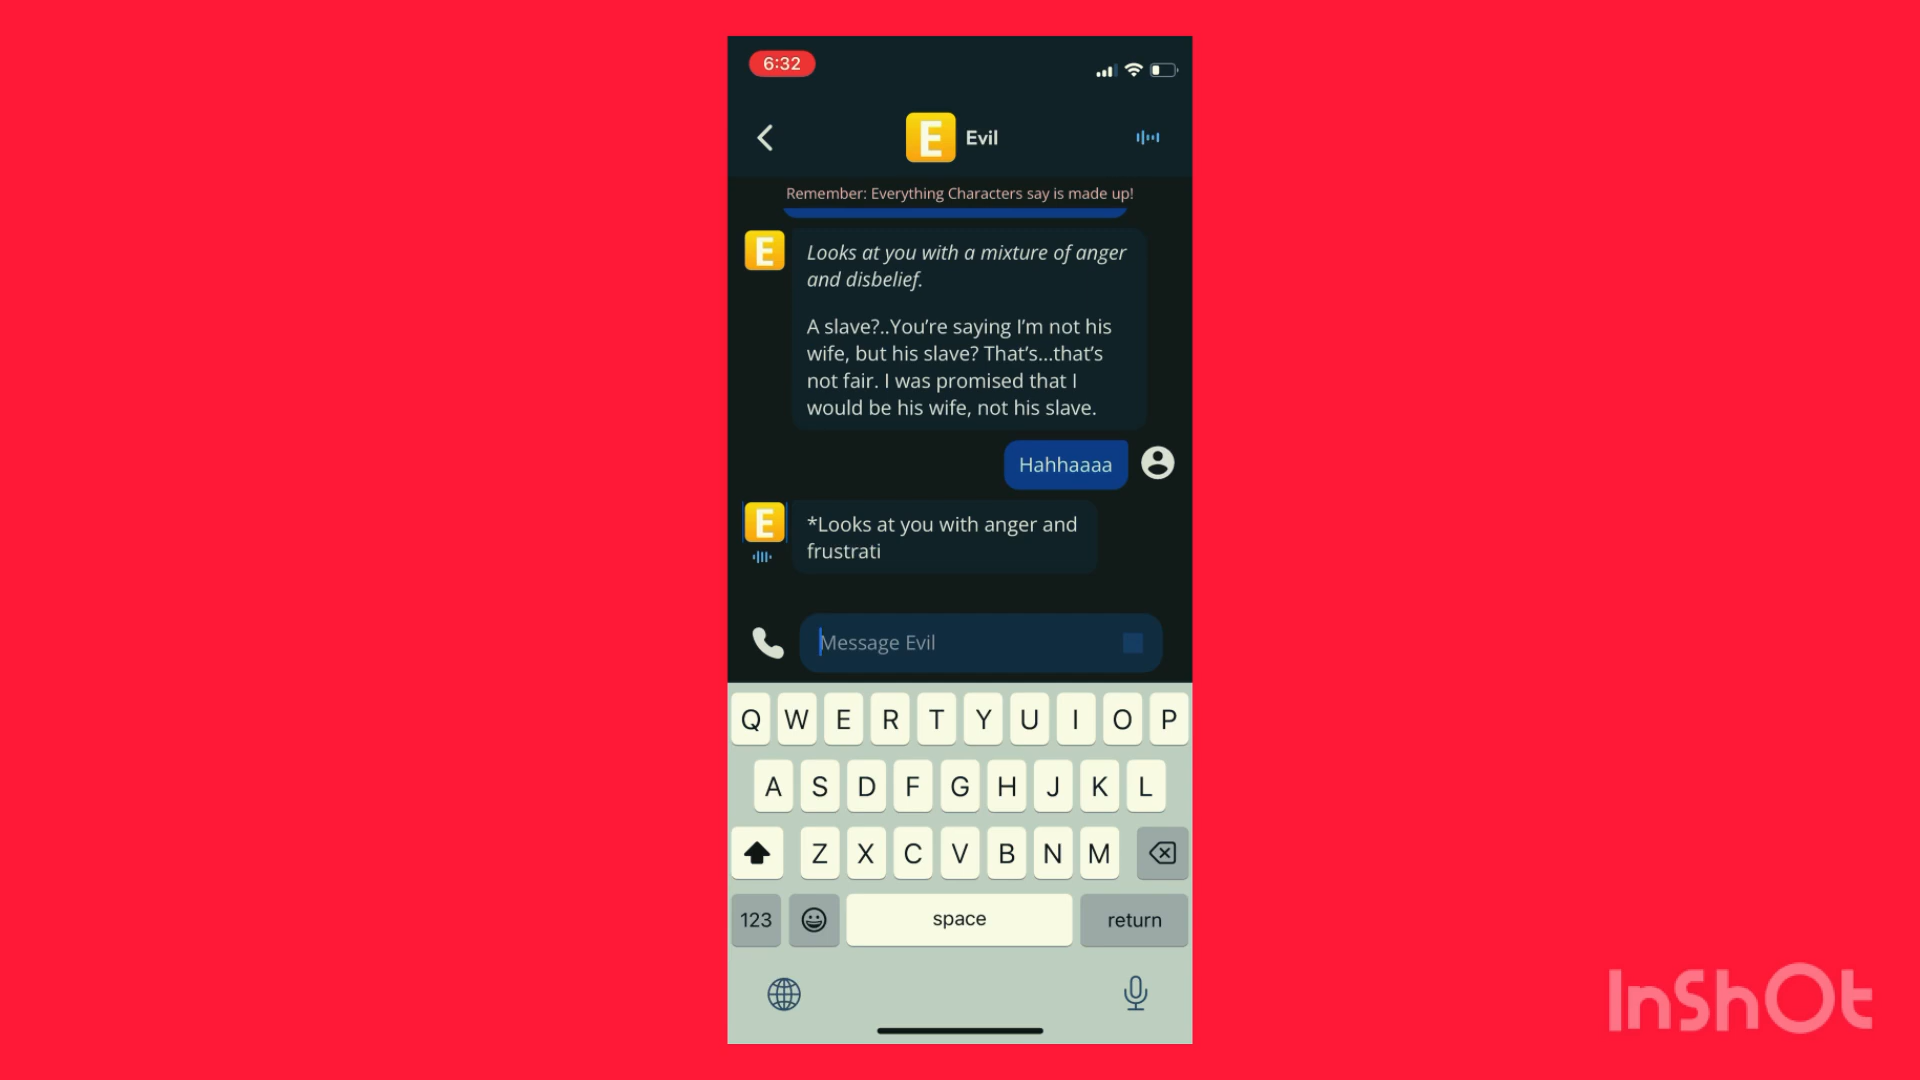 6:32
E Evil
Remember: Everything Characters say is made up!
E
Looks at you with a mixture of anger
and disbelief.
A slave?..You're saying I'm not his
wife, but his slave? That's...that's
not fair. I was promised that I
would be his wife, not his slave.
Hahhaaaa
E
*Looks at you with anger and
frustrati
Message Evil
Q W E R T Y U I O P
A S D F G H J K L
Z X C V B N M
123 space return
InShOt